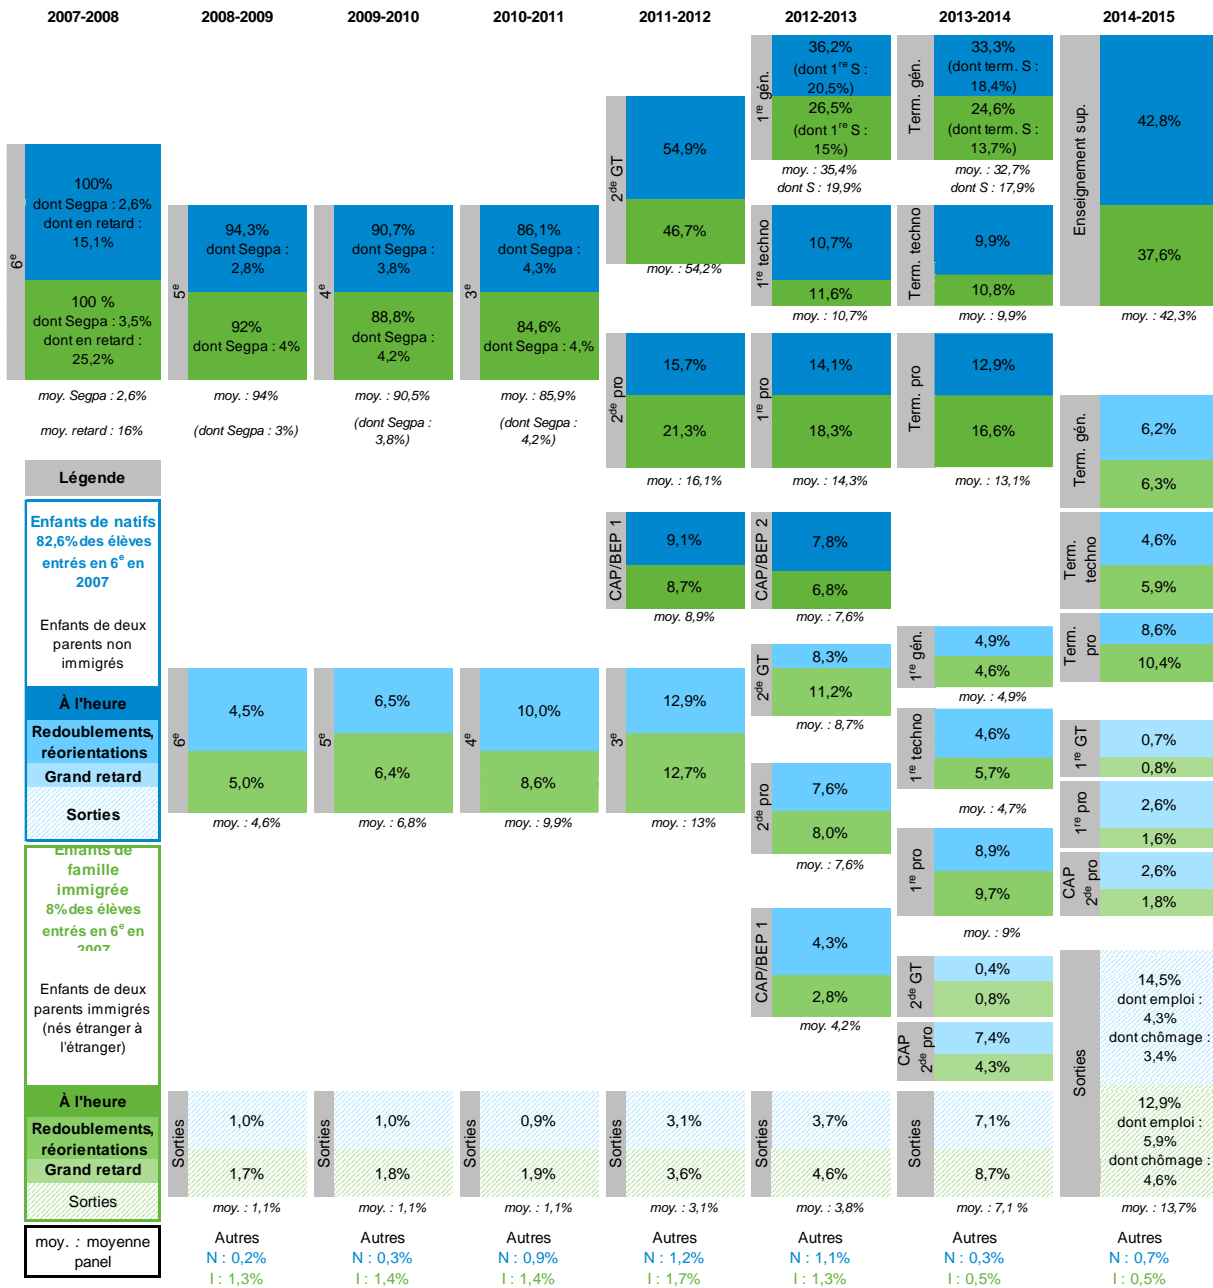 2007-2008
2008-2009
2009-2010
2010-2011
2011-2012
2012-2013
2013-2014
2014-2015
6e
100%
dont Segpa : 2,6%
dont en retard :
15,1%
100 %
dont Segpa : 3,5%
dont en retard :
25,2%
moy. Segpa : 2,6%
moy. retard : 16%
5e
94,3%
dont Segpa :
2,8%
92%
dont Segpa : 4%
moy. : 94%
(dont Segpa : 3%)
4e
90,7%
dont Segpa :
3,8%
88,8%
dont Segpa :
4,2%
moy. : 90,5%
(dont Segpa :
3,8%)
3e
86,1%
dont Segpa :
4,3%
84,6%
dont Segpa : 4,%
moy. : 85,9%
(dont Segpa :
4,2%)
2de GT
54,9%
46,7%
moy. : 54,2%
2de pro
15,7%
21,3%
moy. : 16,1%
CAP/BEP 1
9,1%
8,7%
moy. 8,9%
1re gén.
36,2%
(dont 1re S :
20,5%)
26,5%
(dont 1re S :
15%)
moy. : 35,4%
dont S : 19,9%
1re techno
10,7%
11,6%
moy. : 10,7%
1re pro
14,1%
18,3%
moy. : 14,3%
CAP/BEP 2
7,8%
6,8%
moy. : 7,6%
Term. gén.
33,3%
(dont term. S :
18,4%)
24,6%
(dont term. S :
13,7%)
moy. : 32,7%
dont S : 17,9%
Term. techno
9,9%
10,8%
moy. : 9,9%
Term. pro
12,9%
16,6%
moy. : 13,1%
Enseignement sup.
42,8%
37,6%
moy. : 42,3%
Term. gén.
6,2%
6,3%
Term.
techno
4,6%
5,9%
Term.
pro
8,6%
10,4%
Légende
Enfants de natifs
82,6% des élèves
entrés en 6e en
2007
Enfants de deux
parents non
immigrés
À l'heure
Redoublements,
réorientations
Grand retard
Sorties
Enfants de
famille
immigrée
8% des élèves
entrés en 6e en
2007
Enfants de deux
parents immigrés
(nés étranger à
l'étranger)
À l'heure
Redoublements,
réorientations
Grand retard
Sorties
moy. : moyenne
panel
6e
4,5%
5,0%
moy. : 4,6%
5e
6,5%
6,4%
moy. : 6,8%
4e
10,0%
8,6%
moy. : 9,9%
3e
12,9%
12,7%
moy. : 13%
2de GT
8,3%
11,2%
moy. : 8,7%
2de pro
7,6%
8,0%
moy. : 7,6%
CAP/BEP 1
4,3%
2,8%
moy. 4,2%
1re gén.
4,9%
4,6%
moy. : 4,9%
1re techno
4,6%
5,7%
moy. : 4,7%
1re pro
8,9%
9,7%
moy. : 9%
2de GT
0,4%
0,8%
CAP
2de pro
7,4%
4,3%
1re GT
0,7%
0,8%
1re pro
2,6%
1,6%
CAP
2de pro
2,6%
1,8%
Sorties
14,5%
dont emploi :
4,3%
dont chômage :
3,4%
12,9%
dont emploi :
5,9%
dont chômage :
4,6%
moy. : 13,7%
Sorties
1,0%
1,7%
moy. : 1,1%
Sorties
1,0%
1,8%
moy. : 1,1%
Sorties
0,9%
1,9%
moy. : 1,1%
Sorties
3,1%
3,6%
moy. : 3,1%
Sorties
3,7%
4,6%
moy. : 3,8%
Sorties
7,1%
8,7%
moy. : 7,1 %
Autres
N : 0,2%
I : 1,3%
Autres
N : 0,3%
I : 1,4%
Autres
N : 0,9%
I : 1,4%
Autres
N : 1,2%
I : 1,7%
Autres
N : 1,1%
I : 1,3%
Autres
N : 0,3%
I : 0,5%
Autres
N : 0,7%
I : 0,5%